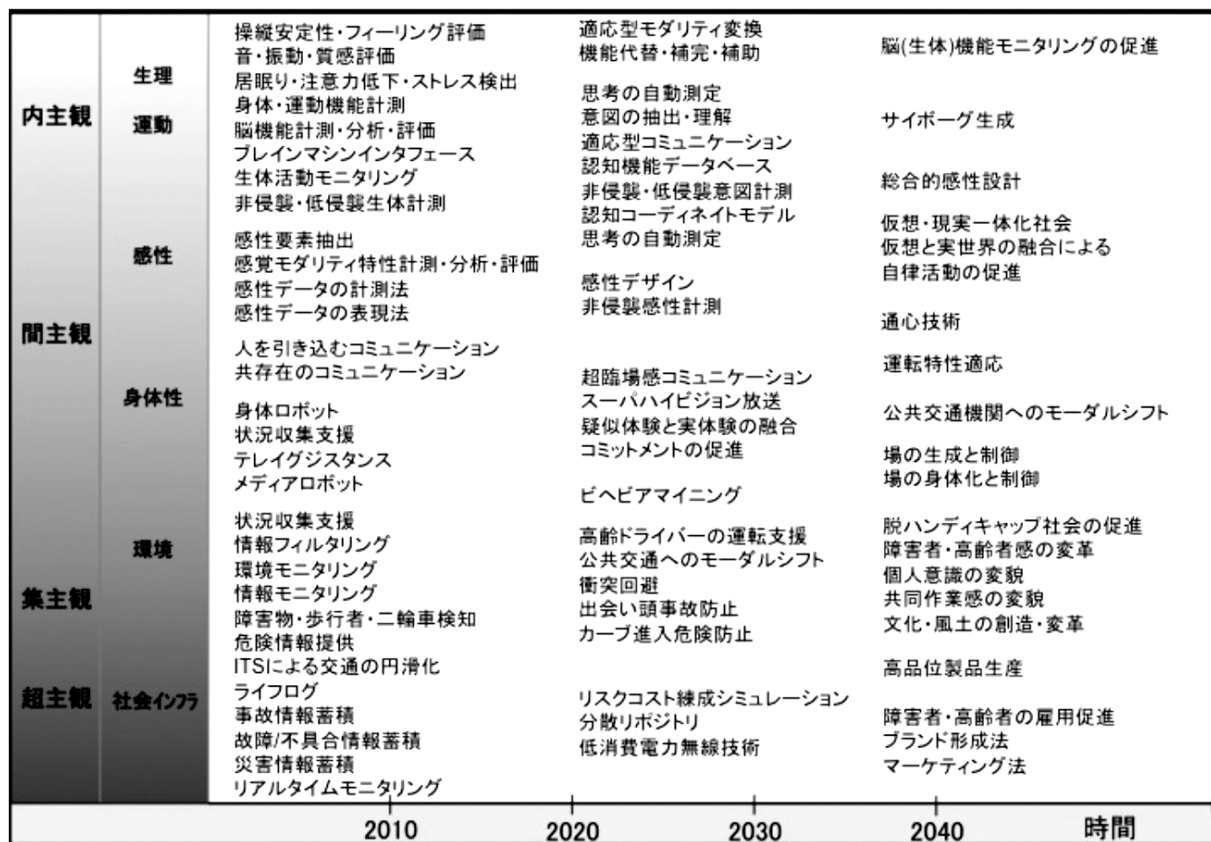 内主観
間主観
集主観
超主観
生理
運動
感性
身体性
環境
社会インフラ
操縦安定性・フィーリング評価
音・振動・質感評価
居眠り・注意力低下・ストレス検出
身体・運動機能計測
脳機能計測・分析・評価
ブレインマシンインタフェース
生体活動モニタリング
非侵襲・低侵襲生体計測
感性要素抽出
感覚モダリティ特性計測・分析・評価
感性データの計測法
感性データの表現法
人を引き込むコミュニケーション
共存在のコミュニケーション
身体ロボット
状況収集支援
テレイグジスタンス
メディアロボット
状況収集支援
情報フィルタリング
環境モニタリング
情報モニタリング
障害物・歩行者・二輪車検知
危険情報提供
ITSによる交通の円滑化
ライフログ
事故情報蓄積
故障/不具合情報蓄積
災害情報蓄積
リアルタイムモニタリング
適応型モダリティ変換
機能代替・補完・補助
思考の自動測定
意図の抽出・理解
適応型コミュニケーション
認知機能データベース
非侵襲・低侵襲意図計測
認知コーディネイトモデル
思考の自動測定
感性デザイン
非侵襲感性計測
超臨場感コミュニケーション
スーパハイビジョン放送
疑似体験と実体験の融合
コミットメントの促進
ビヘビアマイニング
高齢ドライバーの運転支援
公共交通へのモーダルシフト
衝突回避
出会い頭事故防止
カーブ進入危険防止
リスクコスト練成シミュレーション
分散リポジトリ
低消費電力無線技術
脳(生体)機能モニタリングの促進
サイボーグ生成
総合的感性設計
仮想・現実一体化社会
仮想と実世界の融合による
自律活動の促進
通心技術
運転特性適応
公共交通機関へのモーダルシフト
場の生成と制御
場の身体化と制御
脱ハンディキャップ社会の促進
障害者・高齢者感の変革
個人意識の変貌
共同作業感の変貌
文化・風土の創造・変革
高品位製品生産
障害者・高齢者の雇用促進
ブランド形成法
マーケティング法
2010
2020
2030
2040
時間